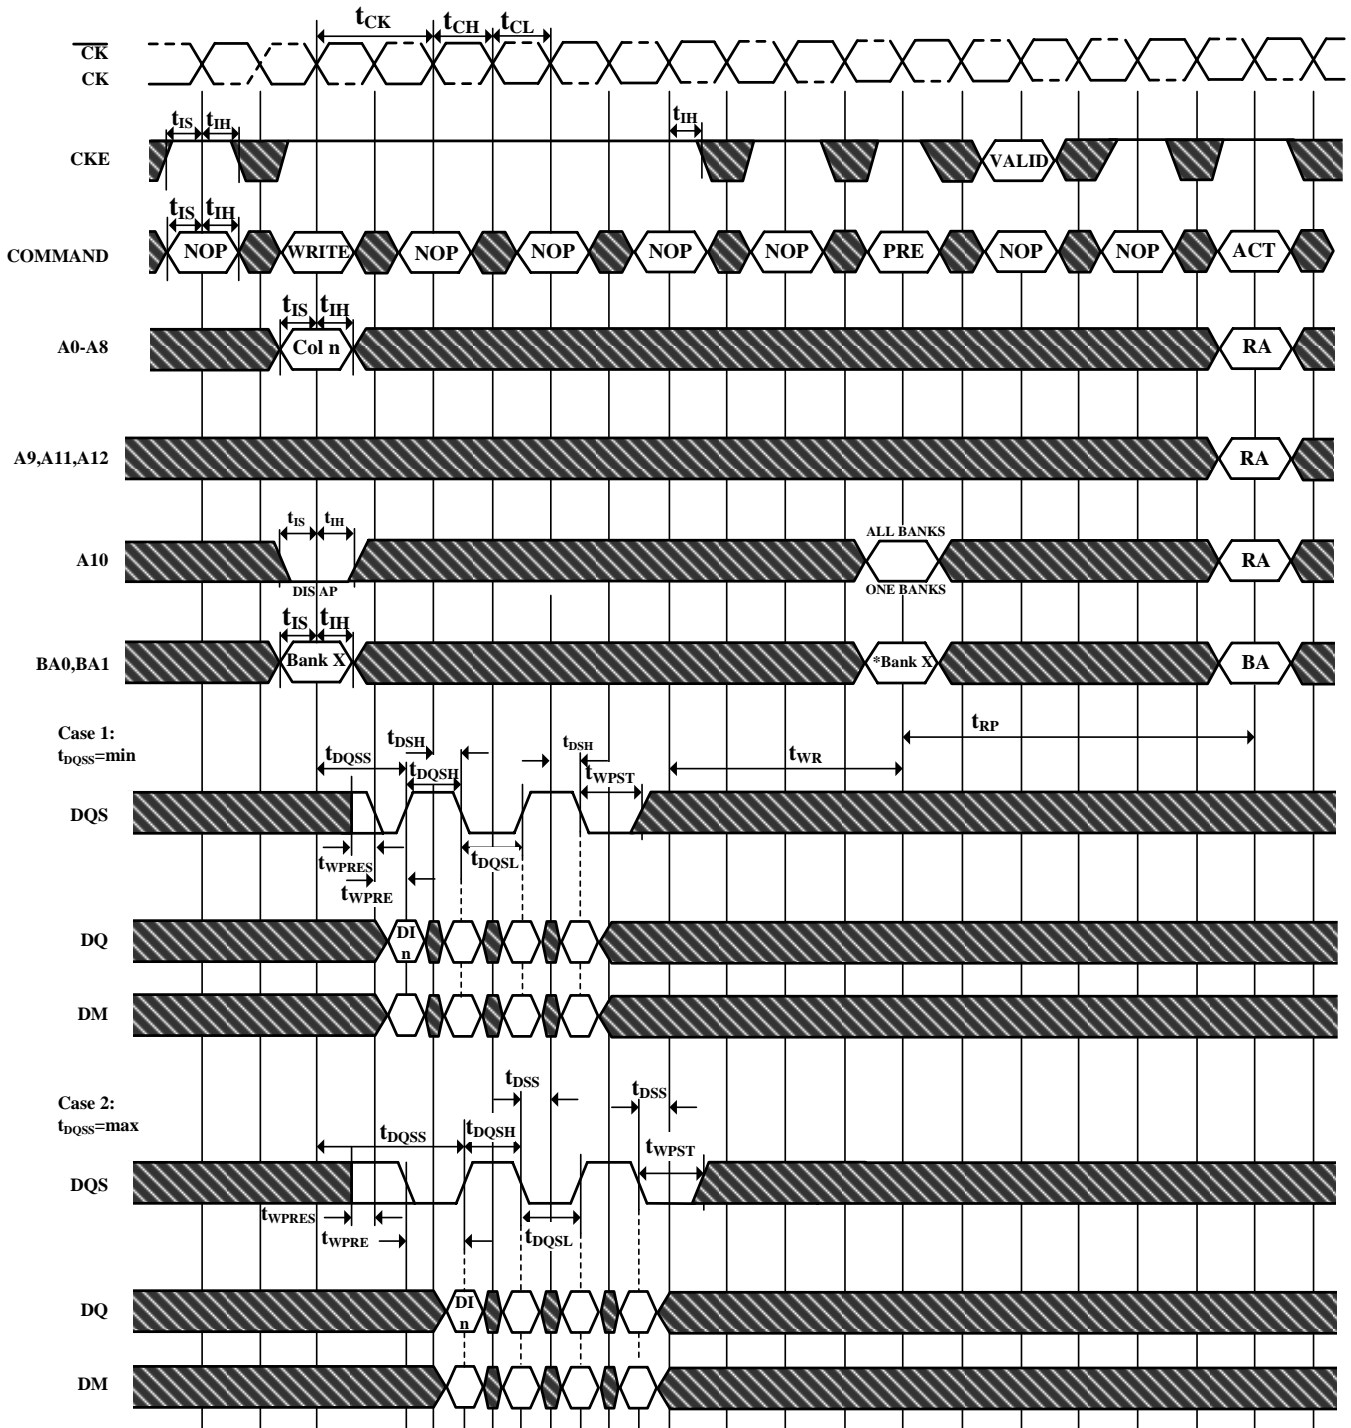 tCK tCH tCL
CK
CK
tIS tIH tIH
CKE VALID
tIS tIH
COMMAND NOP WRITE NOP NOP NOP NOP PRE NOP NOP ACT
tIS tIH
A0-A8 Col n RA
A9,A11,A12 RA
tIS tIH ALL BANKS
A10 RA
DIS AP ONE BANKS
tIS tIH
BA0,BA1 Bank X *Bank X BA
Case 1:
tDQSS=min
tDQSS tDSH tDSH tWR tRP
tDQSH tWPST
DQS
tWPRES tDQSL
tWPRE
DQ DI
n
DM
Case 2:
tDQSS=max
tDSS tDSS
tDQSS tDQSH tWPST
DQS
tWPRES tWPRE tDQSL
DQ DI
n
DM